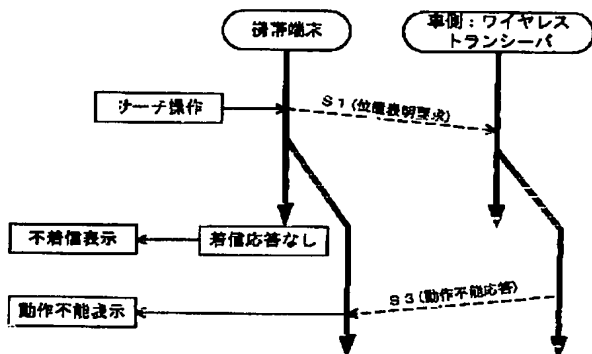 携帯端末
車側：ワイヤレス
トランシーバ
サーチ操作
S1(位置表明要求)
不着信表示
着信応答なし
動作不能表示
S3(動作不能応答)